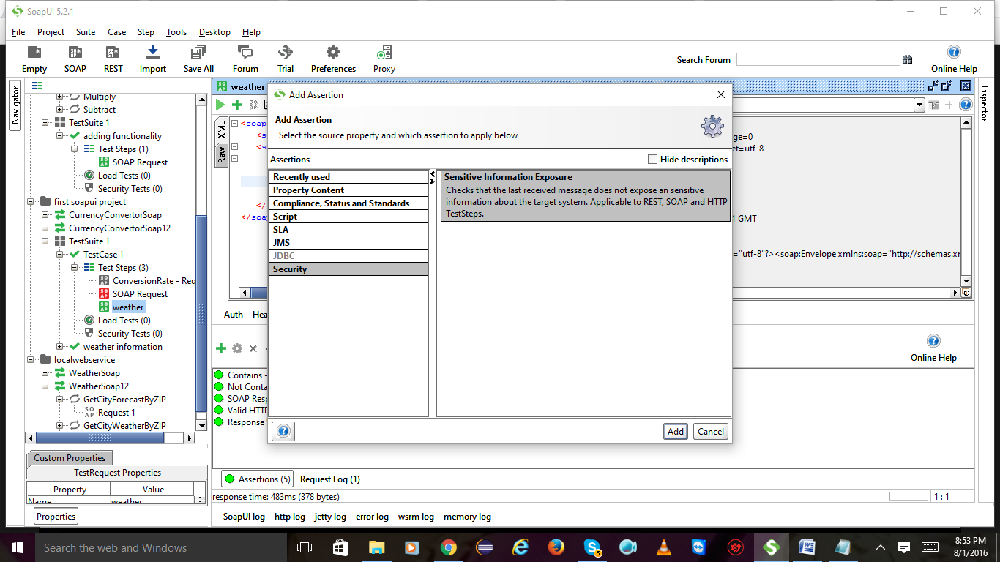 SoapUI 5.2.1
File Project Suite Case Step Tools Desktop Help
Empty SOAP REST Import Save All Forum Trial Preferences Proxy
Search Forum
Online Help
Navigator
Multiply
Subtract
TestSuite 1
adding functionality
Test Steps (1)
SOAP Request
Load Tests (0)
Security Tests (0)
first soapui project
CurrencyConvertorSoap
CurrencyConvertorSoap12
TestSuite 1
TestCase 1
Test Steps (3)
ConversionRate - Req
SOAP Request
weather
Load Tests (0)
Security Tests (0)
weather information
localwebservice
WeatherSoap
WeatherSoap12
GetCityForecastByZIP
Request 1
GetCityWeatherByZIP
Custom Properties
TestRequest Properties
Property Value
Name weather
Properties
weather
XML
Raw
<soap
<s
<s
</
</soa
Auth Hea
Add Assertion
Add Assertion
Select the source property and which assertion to apply below
Assertions
Hide descriptions
Recently used
Property Content
Compliance, Status and Standards
Script
SLA
JMS
JDBC
Security
Sensitive Information Exposure
Checks that the last received message does not expose an sensitive
information about the target system. Applicable to REST, SOAP and HTTP
TestSteps.
Add Cancel
ge=0
et=utf-8
1 GMT
="utf-8"?><soap:Envelope xmlns:soap="http://schemas.xm
Inspector
Online Help
Contains -
Not Conta
SOAP Resp
Valid HTTP
Response
Assertions (5) Request Log (1)
response time: 483ms (378 bytes)
1 : 1
SoapUI log http log jetty log error log wsrm log memory log
Search the web and Windows
5
8:53 PM
8/1/2016